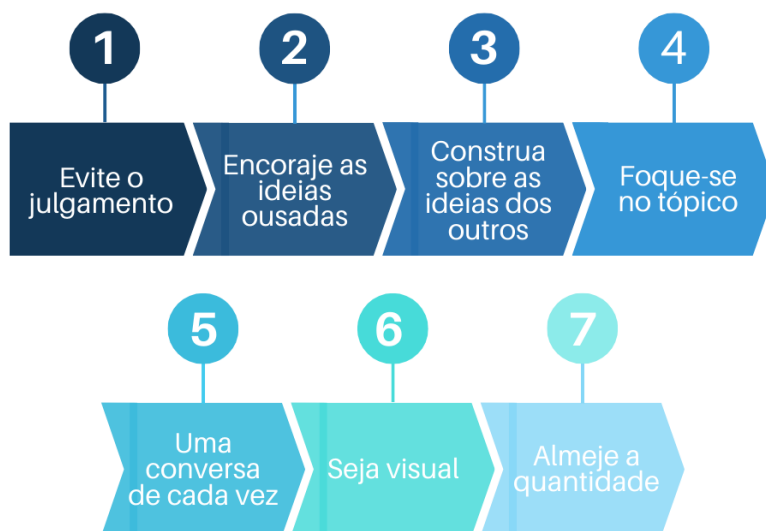 1
2
3
4
Evite o
julgamento
Encoraje as
ideias
ousadas
Construa
sobre as
ideias dos
outros
Foque-se
no tópico
5
6
7
Uma
conversa
de cada vez
Seja visual
Almeje a
quantidade